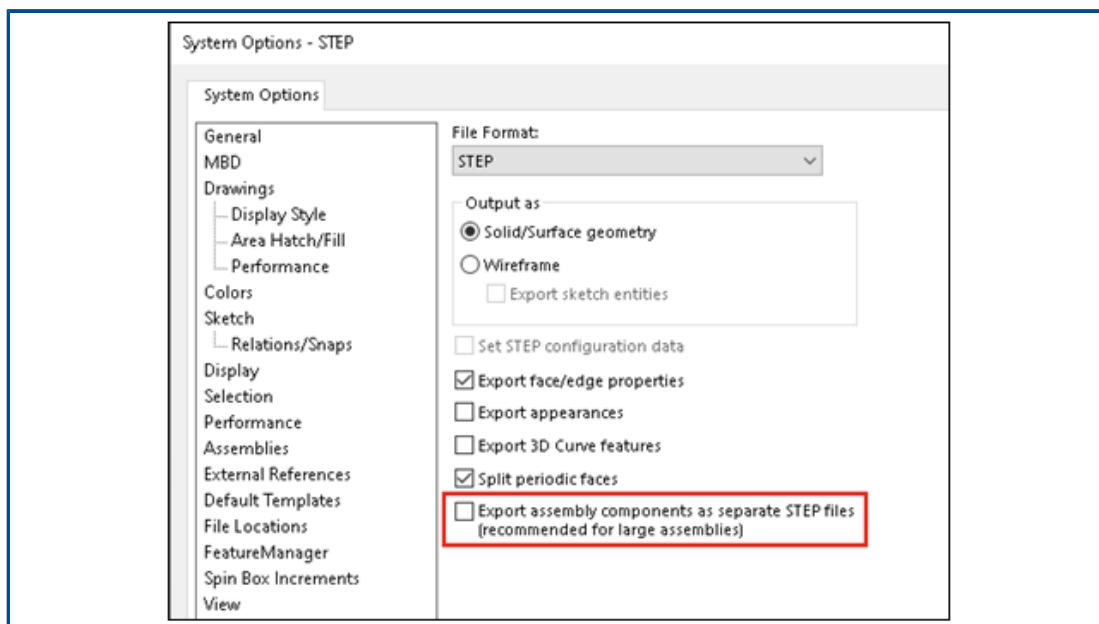 System Options - STEP
System Options
General
MBD
Drawings
Display Style
Area Hatch/Fill
Performance
Colors
Sketch
Relations/Snaps
Display
Selection
Performance
Assemblies
External References
Default Templates
File Locations
FeatureManager
Spin Box Increments
View
File Format:
STEP
Output as
Solid/Surface geometry
Wireframe
Export sketch entities
Set STEP configuration data
Export face/edge properties
Export appearances
Export 3D Curve features
Split periodic faces
Export assembly components as separate STEP files
(recommended for large assemblies)